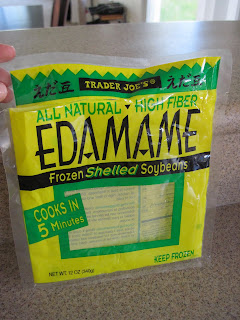 えだ豆 TRADER JOE'S® えだ豆
ALL NATURAL ▼ HIGH FIBER
EDAMAME
Frozen Shelled Soybeans
COOKS IN
5 Minutes
NET WT. 12 OZ (340g)
KEEP FROZEN